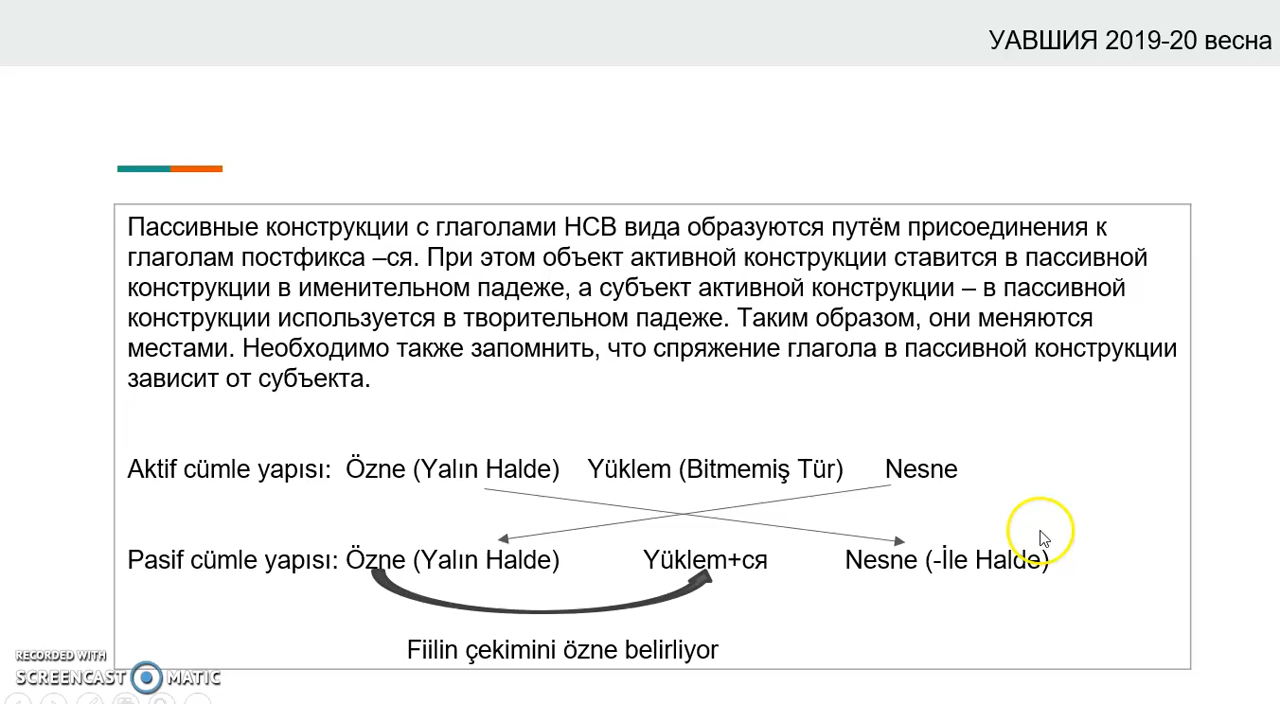 УАВШИЯ 2019-20 весна
Пассивные конструкции с глаголами НСВ вида образуются путём присоединения к
глаголам постфикса –ся. При этом объект активной конструкции ставится в пассивной
конструкции в именительном падеже, а субъект активной конструкции – в пассивной
конструкции используется в творительном падеже. Таким образом, они меняются
местами. Необходимо также запомнить, что спряжение глагола в пассивной конструкции
зависит от субъекта.
Aktif cümle yapısı: Özne (Yalın Halde) Yüklem (Bitmemiş Tür) Nesne
Pasif cümle yapısı: Özne (Yalın Halde) Yüklem+ся Nesne (-İle Halde)
Fiilin çekimini özne belirliyor
RECORDED WITH
SCREENCAST MATIC